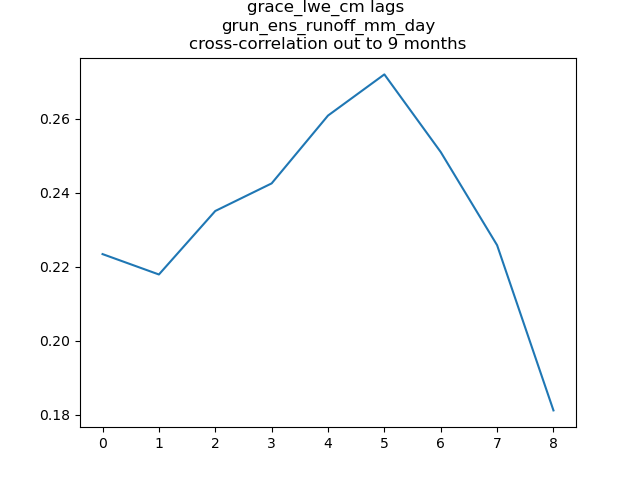 grace_lwe_cm lags
grun_ens_runoff_mm_day
cross-correlation out to 9 months
0.26
0.24
0.22
0.20
0.18
0 1 2 3 4 5 6 7 8